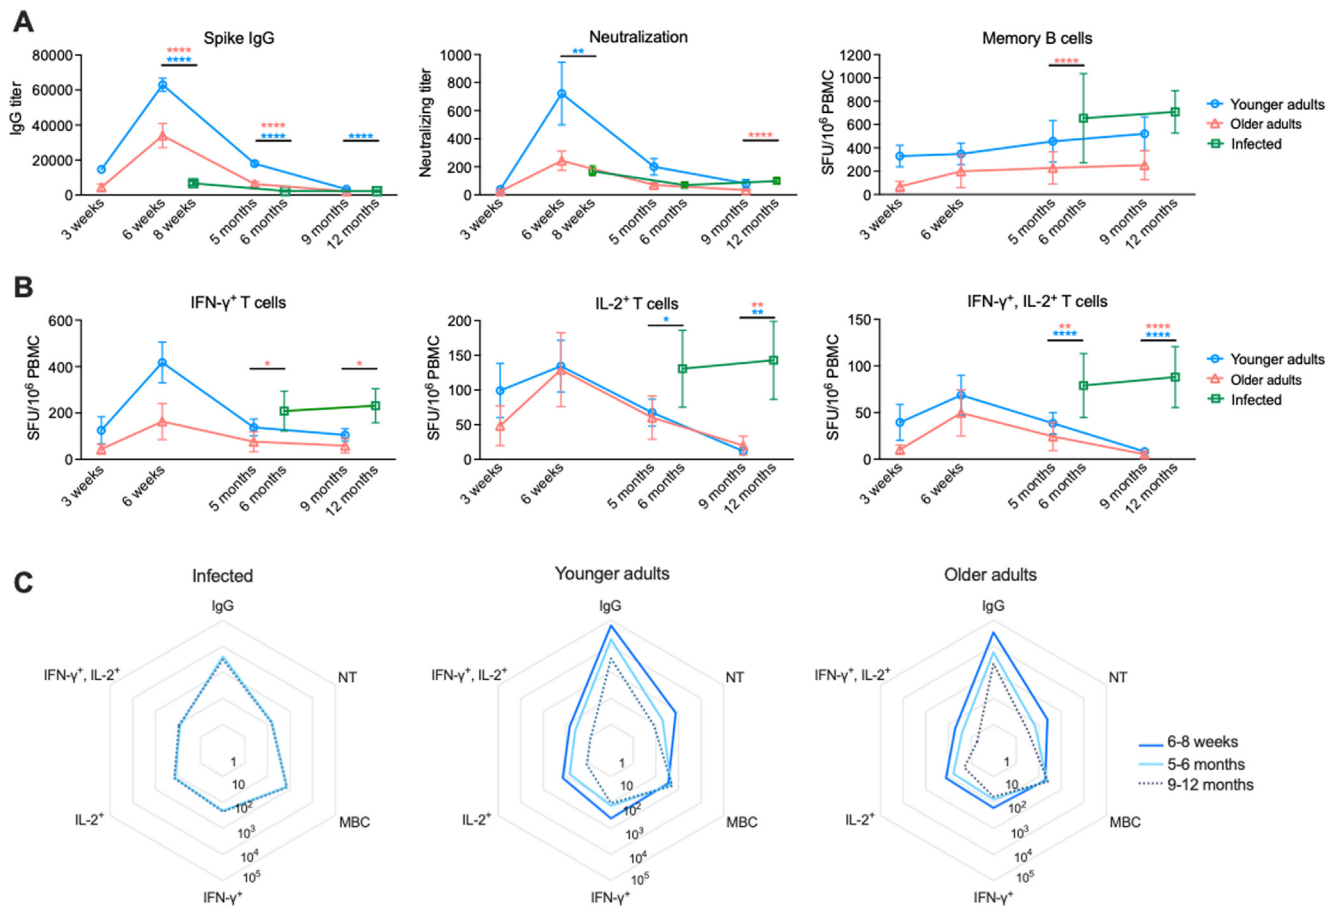 A
Spike IgG
IgG titer
80000
60000
40000
20000
0
****
****
****
****
****
3 weeks
6 weeks
8 weeks
5 months
6 months
9 months
12 months
Neutralization
Neutralizing titer
1000
800
600
400
200
0
**
****
3 weeks
6 weeks
8 weeks
5 months
6 months
9 months
12 months
Memory B cells
SFU/10⁶ PBMC
1200
1000
800
600
400
200
0
****
3 weeks
6 weeks
5 months
6 months
9 months
12 months
Younger adults
Older adults
Infected
B
IFN-γ⁺ T cells
SFU/10⁶ PBMC
600
400
200
0
*
*
3 weeks
6 weeks
5 months
6 months
9 months
12 months
IL-2⁺ T cells
SFU/10⁶ PBMC
200
150
100
50
0
*
**
**
3 weeks
6 weeks
5 months
6 months
9 months
12 months
IFN-γ⁺, IL-2⁺ T cells
SFU/10⁶ PBMC
150
100
50
0
**
****
****
****
3 weeks
6 weeks
5 months
6 months
9 months
12 months
Younger adults
Older adults
Infected
C
Infected
IgG
IFN-γ⁺, IL-2⁺
NT
1
10
10²
10³
10⁴
10⁵
IL-2⁺
MBC
IFN-γ⁺
Younger adults
IgG
IFN-γ⁺, IL-2⁺
NT
1
10
10²
10³
10⁴
10⁵
IL-2⁺
MBC
IFN-γ⁺
Older adults
IgG
IFN-γ⁺, IL-2⁺
NT
1
10
10²
10³
10⁴
10⁵
IL-2⁺
MBC
IFN-γ⁺
6-8 weeks
5-6 months
9-12 months